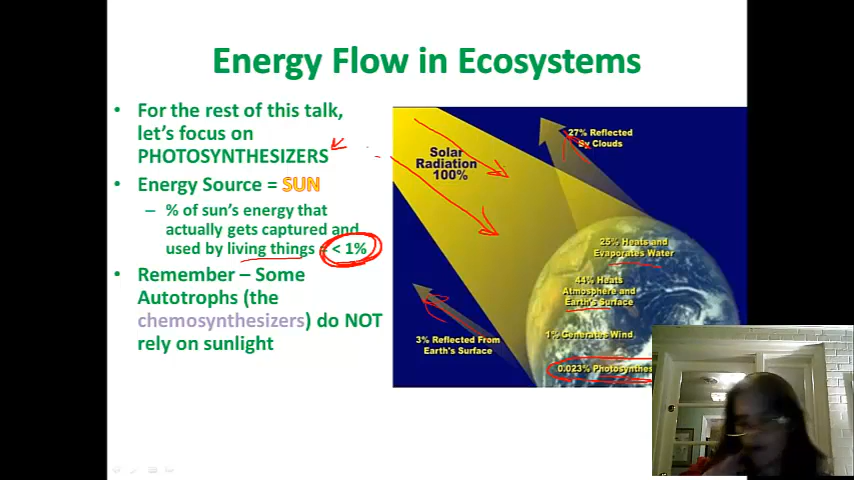 Energy Flow in Ecosystems
• For the rest of this talk,
let's focus on
PHOTOSYNTHESIZERS
• Energy Source = SUN
– % of sun's energy that
actually gets captured and
used by living things = < 1%
• Remember – Some
Autotrophs (the
chemosynthesizers) do NOT
rely on sunlight
Solar
Radiation
100%
27% Reflected
By Clouds
25% Heats and
Evaporates Water
44% Heats
Atmosphere and
Earth's Surface
1% Generates Wind
3% Reflected From
Earth's Surface
0.023% Photosynthes